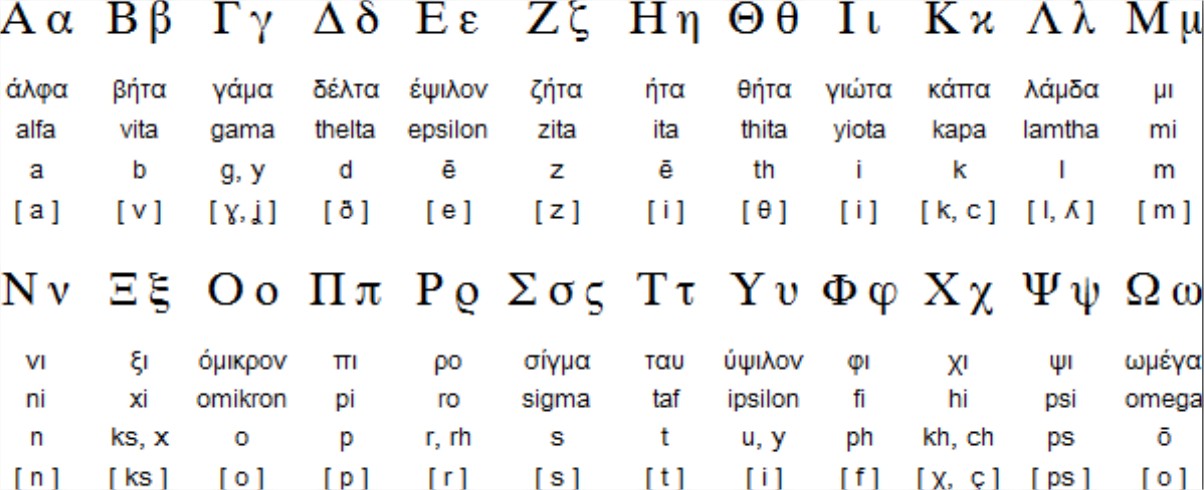 Α α Β β Γ γ Δ δ Ε ε Ζ ζ Η η Θ θ Ι ι Κ ϰ Λ λ Μ μ
άλφα βήτα γάμα δέλτα έψιλον ζήτα ήτα θήτα γιώτα κάπα λάμδα μι
alfa vita gama thelta epsilon zita ita thita yiota kapa lamtha mi
a b g, y d ē z ē th i k l m
[ a ] [ v ] [ ɣ, ʝ ] [ ð ] [ e ] [ z ] [ i ] [ θ ] [ i ] [ k, c ] [ l, ʎ ] [ m ]
Ν ν Ξ ξ Ο ο Π π Ρ ϱ Σ σ ς Τ τ Υ υ Φ φ Χ χ Ψ ψ Ω ω
νι ξι όμικρον πι ρο σίγμα ταυ ύψιλον φι χι ψι ωμέγα
ni xi omikron pi ro sigma taf ipsilon fi hi psi omega
n ks, x o p r, rh s t u, y ph kh, ch ps ō
[ n ] [ ks ] [ o ] [ p ] [ r ] [ s ] [ t ] [ i ] [ f ] [ χ, ç ] [ ps ] [ o ]